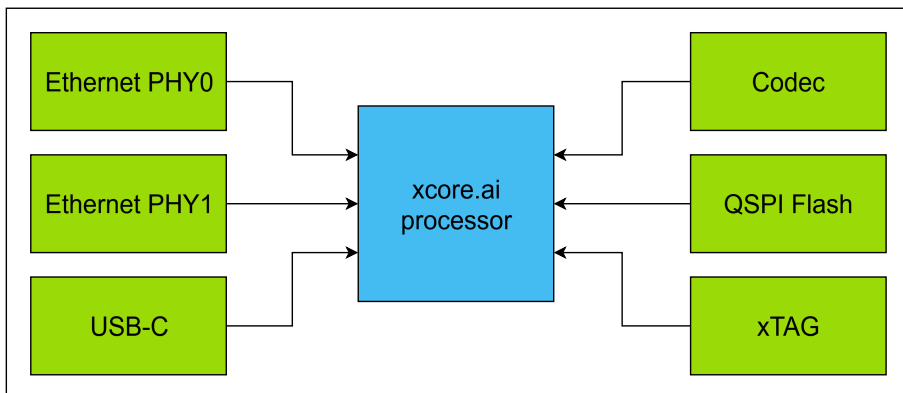 Ethernet PHY0
Ethernet PHY1
USB-C
xcore.ai
processor
Codec
QSPI Flash
xTAG